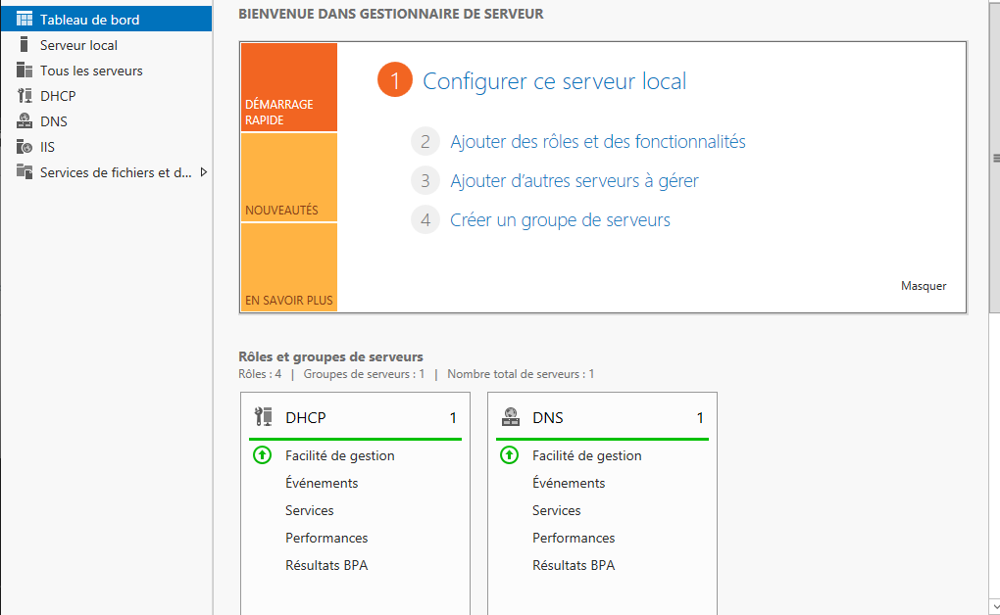 Tableau de bord
Serveur local
Tous les serveurs
DHCP
DNS
IIS
Services de fichiers et d...
BIENVENUE DANS GESTIONNAIRE DE SERVEUR
DÉMARRAGE
RAPIDE
NOUVEAUTÉS
EN SAVOIR PLUS
1 Configurer ce serveur local
2 Ajouter des rôles et des fonctionnalités
3 Ajouter d’autres serveurs à gérer
4 Créer un groupe de serveurs
Masquer
Rôles et groupes de serveurs
Rôles : 4 | Groupes de serveurs : 1 | Nombre total de serveurs : 1
DHCP 1
Facilité de gestion
Événements
Services
Performances
Résultats BPA
DNS 1
Facilité de gestion
Événements
Services
Performances
Résultats BPA